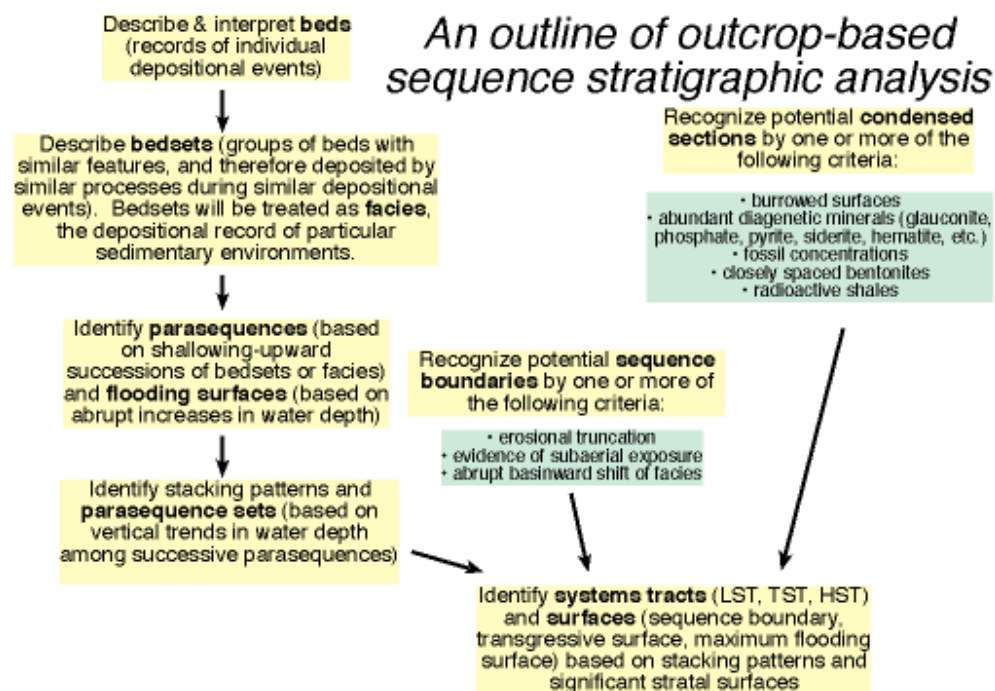 An outline of outcrop-based
sequence stratigraphic analysis
Describe & interpret beds
(records of individual
depositional events)
Describe bedsets (groups of beds with
similar features, and therefore deposited by
similar processes during similar depositional
events). Bedsets will be treated as facies,
the depositional record of particular
sedimentary environments.
Identify parasequences (based
on shallowing-upward
successions of bedsets or facies)
and flooding surfaces (based on
abrupt increases in water depth)
Identify stacking patterns and
parasequence sets (based on
vertical trends in water depth
among successive parasequences)
Recognize potential sequence
boundaries by one or more of
the following criteria:
• erosional truncation
• evidence of subaerial exposure
• abrupt basinward shift of facies
Recognize potential condensed
sections by one or more of the
following criteria:
• burrowed surfaces
• abundant diagenetic minerals (glauconite,
phosphate, pyrite, siderite, hematite, etc.)
• fossil concentrations
• closely spaced bentonites
• radioactive shales
Identify systems tracts (LST, TST, HST)
and surfaces (sequence boundary,
transgressive surface, maximum flooding
surface) based on stacking patterns and
significant stratal surfaces